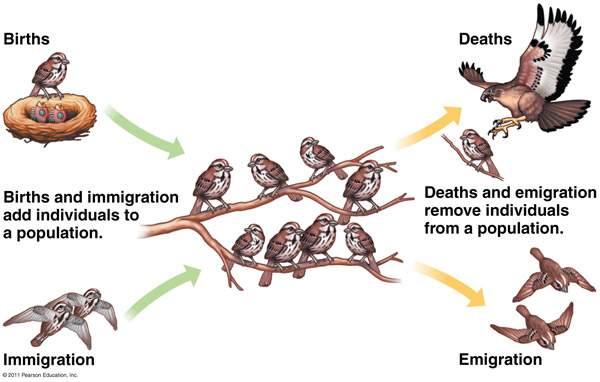 Births
Deaths
Births and immigration
add individuals to
a population.
Deaths and emigration
remove individuals
from a population.
Immigration
Emigration
© 2011 Pearson Education, Inc.